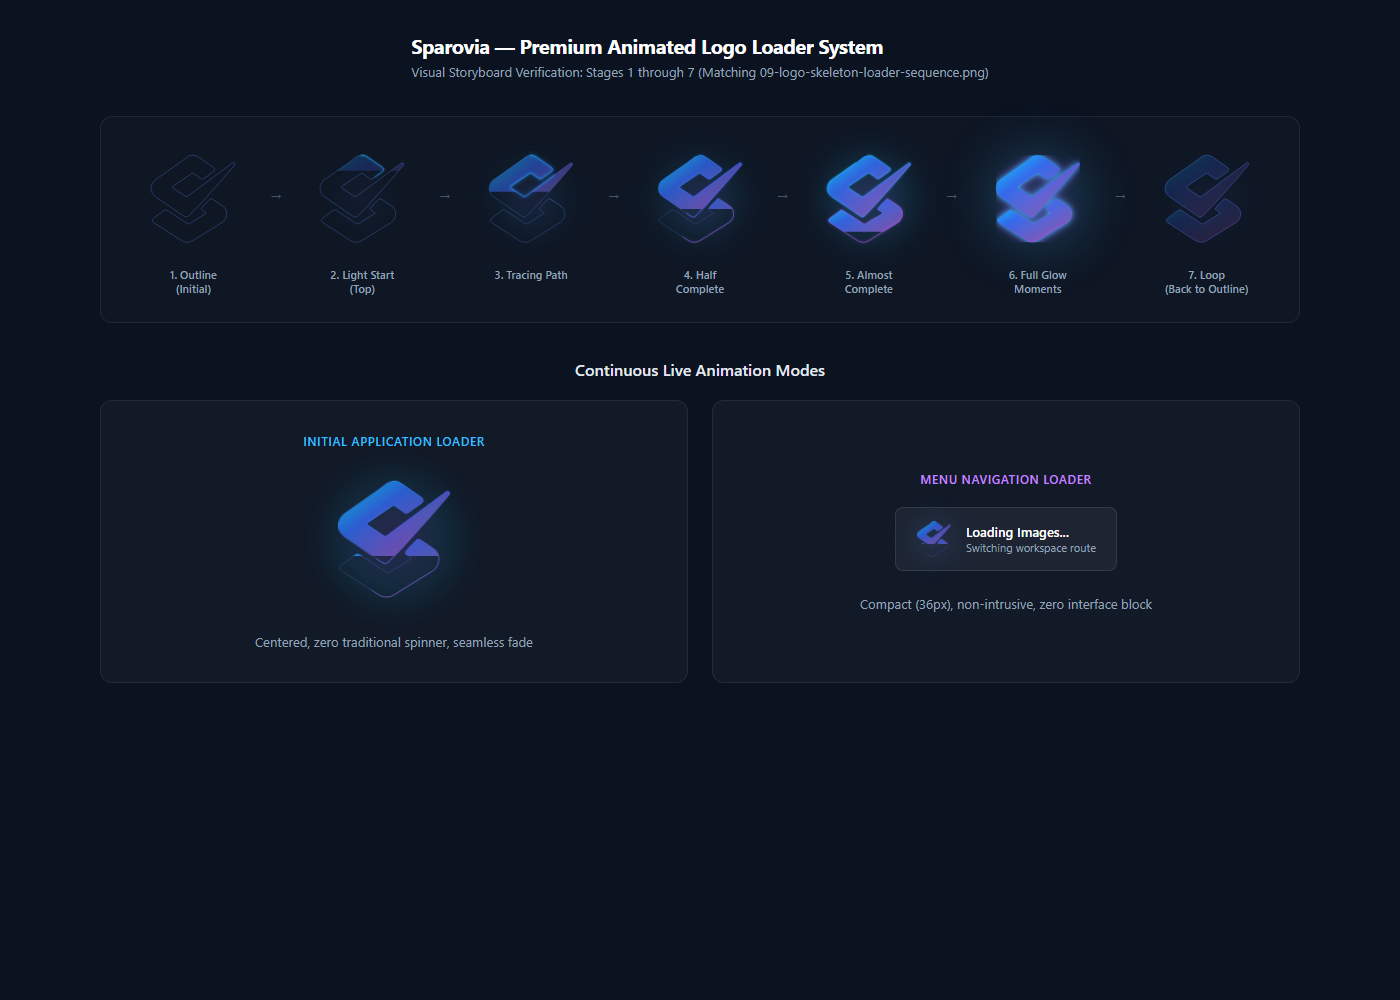 Sparovia — Premium Animated Logo Loader System
Visual Storyboard Verification: Stages 1 through 7 (Matching 09-logo-skeleton-loader-sequence.png)
→ → → → → →
1. Outline
(Initial)
2. Light Start
(Top)
3. Tracing Path
4. Half
Complete
5. Almost
Complete
6. Full Glow
Moments
7. Loop
(Back to Outline)
Continuous Live Animation Modes
INITIAL APPLICATION LOADER
Centered, zero traditional spinner, seamless fade
MENU NAVIGATION LOADER
Loading Images...
Switching workspace route
Compact (36px), non-intrusive, zero interface block